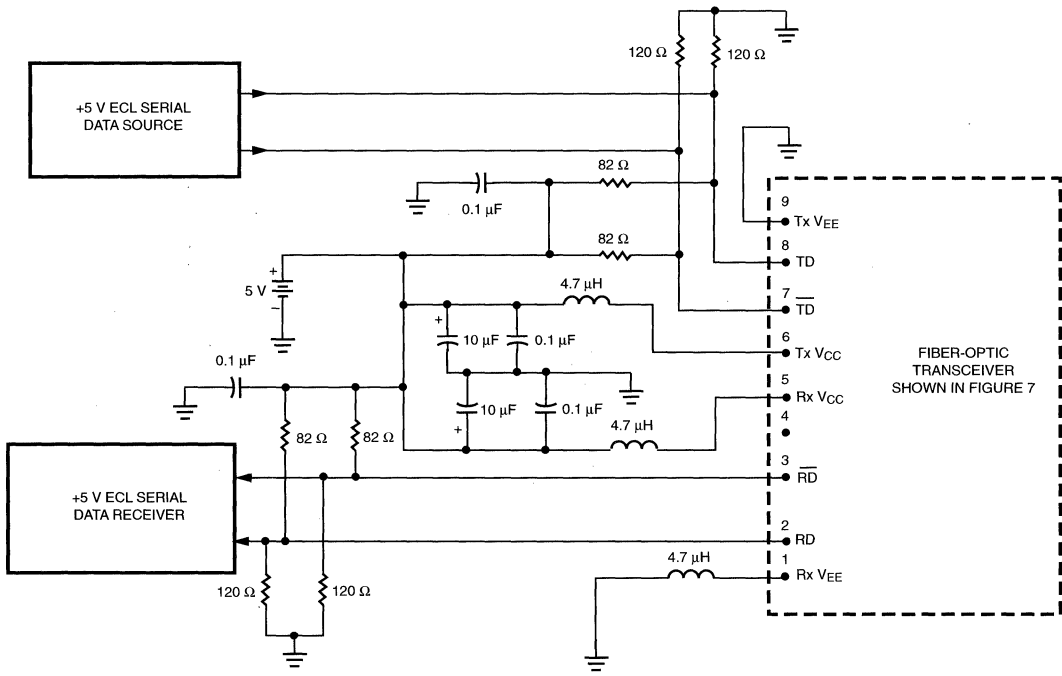 120 Ω
120 Ω
+5 V ECL SERIAL
DATA SOURCE
82 Ω
0.1 µF
82 Ω
+
5 V
−
4.7 µH
+
10 µF
0.1 µF
0.1 µF
10 µF
0.1 µF
+
4.7 µH
82 Ω
82 Ω
+5 V ECL SERIAL
DATA RECEIVER
120 Ω
120 Ω
4.7 µH
9
Tx VEE
8
TD
7
T̅D̅
6
Tx VCC
5
Rx VCC
4
3
R̅D̅
2
RD
1
Rx VEE
FIBER-OPTIC
TRANSCEIVER
SHOWN IN FIGURE 7